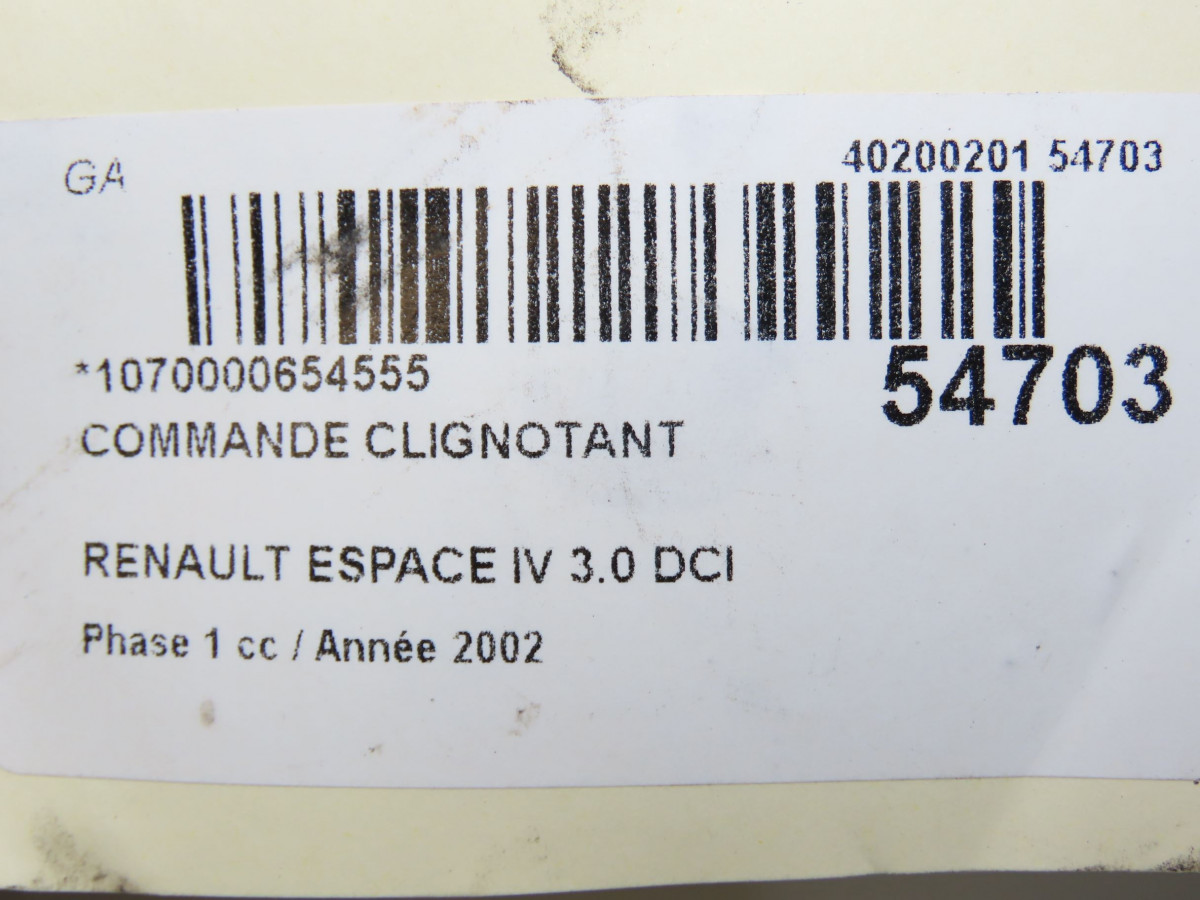 GA
40200201 54703
*1070000654555
54703
COMMANDE CLIGNOTANT
RENAULT ESPACE IV 3.0 DCI
Phase 1 cc / Année 2002